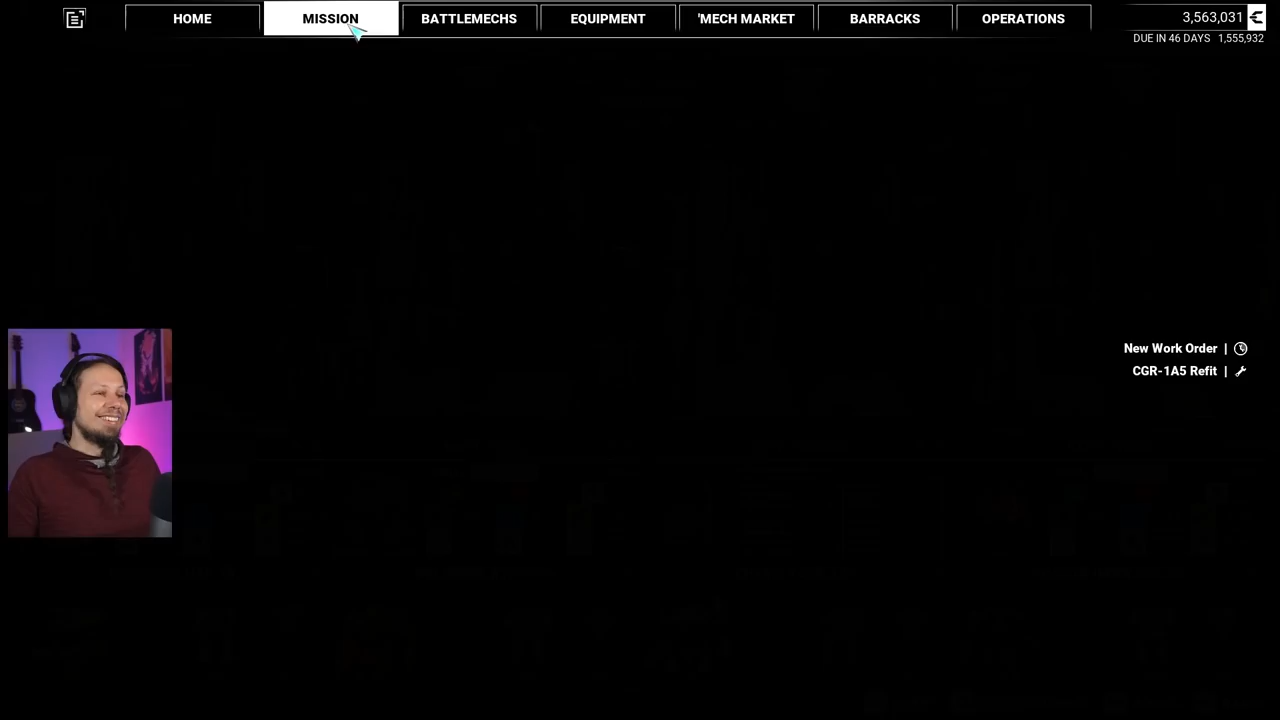 HOME
MISSION
BATTLEMECHS
EQUIPMENT
'MECH MARKET
BARRACKS
OPERATIONS
3,563,031
DUE IN 46 DAYS 1,555,932
New Work Order |
CGR-1A5 Refit |